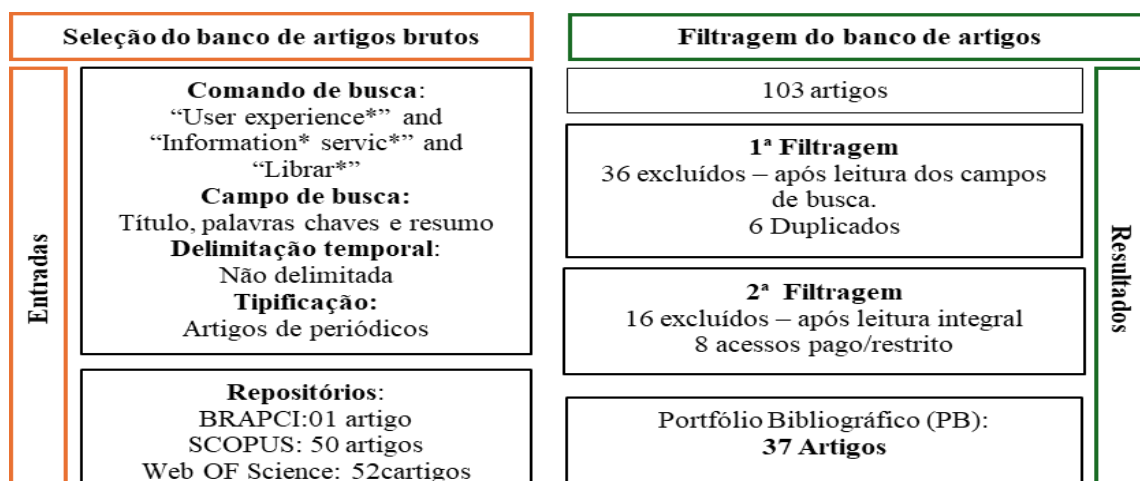 Seleção do banco de artigos brutos
Entradas
Comando de busca:
“User experience*” and
“Information* servic*” and
“Librar*”
Campo de busca:
Título, palavras chaves e resumo
Delimitação temporal:
Não delimitada
Tipificação:
Artigos de periódicos
Repositórios:
BRAPCI:01 artigo
SCOPUS: 50 artigos
Web OF Science: 52cartigos
Filtragem do banco de artigos
103 artigos
1ª Filtragem
36 excluídos – após leitura dos campos
de busca.
6 Duplicados
2ª Filtragem
16 excluídos – após leitura integral
8 acessos pago/restrito
Portfólio Bibliográfico (PB):
37 Artigos
Resultados